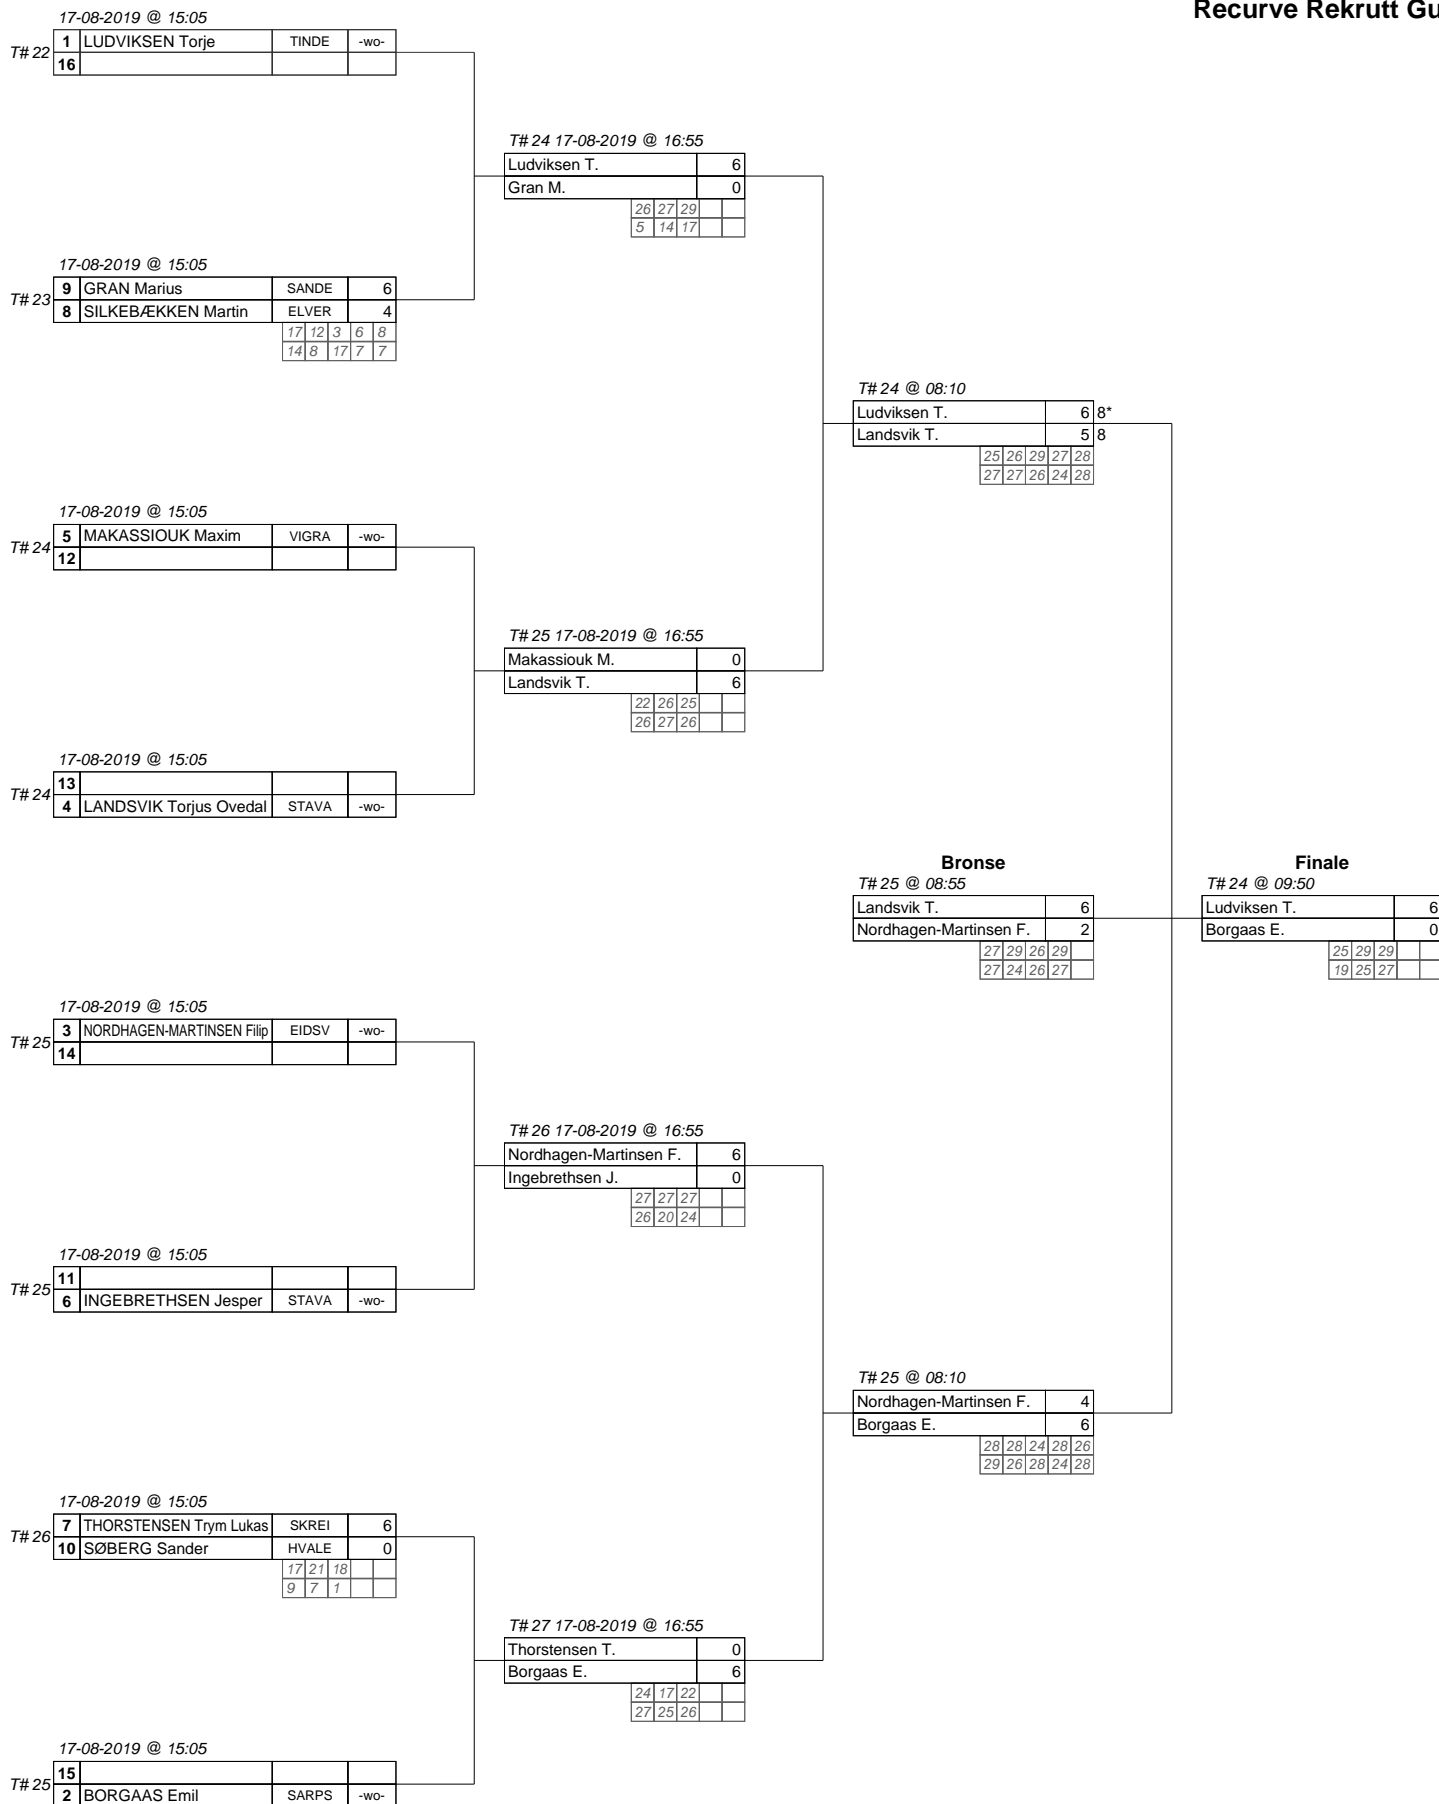 Recurve Rekrutt Gu
17-08-2019 @ 15:05
T# 22
1 LUDVIKSEN Torje TINDE -wo-
16
T# 24 17-08-2019 @ 16:55
Ludviksen T. 6
Gran M. 0
26 27 29
5 14 17
17-08-2019 @ 15:05
T# 23
9 GRAN Marius SANDE 6
8 SILKEBÆKKEN Martin ELVER 4
17 12 3 6 8
14 8 17 7 7
T# 24 @ 08:10
Ludviksen T. 6 8*
Landsvik T. 5 8
25 26 29 27 28
27 27 26 24 28
17-08-2019 @ 15:05
T# 24
5 MAKASSIOUK Maxim VIGRA -wo-
12
T# 25 17-08-2019 @ 16:55
Makassiouk M. 0
Landsvik T. 6
22 26 25
26 27 26
17-08-2019 @ 15:05
T# 24
13
4 LANDSVIK Torjus Ovedal STAVA -wo-
Bronse
T# 25 @ 08:55
Landsvik T. 6
Nordhagen-Martinsen F. 2
27 29 26 29
27 24 26 27
Finale
T# 24 @ 09:50
Ludviksen T. 6
Borgaas E. 0
25 29 29
19 25 27
17-08-2019 @ 15:05
T# 25
3 NORDHAGEN-MARTINSEN Filip EIDSV -wo-
14
T# 26 17-08-2019 @ 16:55
Nordhagen-Martinsen F. 6
Ingebrethsen J. 0
27 27 27
26 20 24
17-08-2019 @ 15:05
T# 25
11
6 INGEBRETHSEN Jesper STAVA -wo-
T# 25 @ 08:10
Nordhagen-Martinsen F. 4
Borgaas E. 6
28 28 24 28 26
29 26 28 24 28
17-08-2019 @ 15:05
T# 26
7 THORSTENSEN Trym Lukas SKREI 6
10 SØBERG Sander HVALE 0
17 21 18
9 7 1
T# 27 17-08-2019 @ 16:55
Thorstensen T. 0
Borgaas E. 6
24 17 22
27 25 26
17-08-2019 @ 15:05
T# 25
15
2 BORGAAS Emil SARPS -wo-